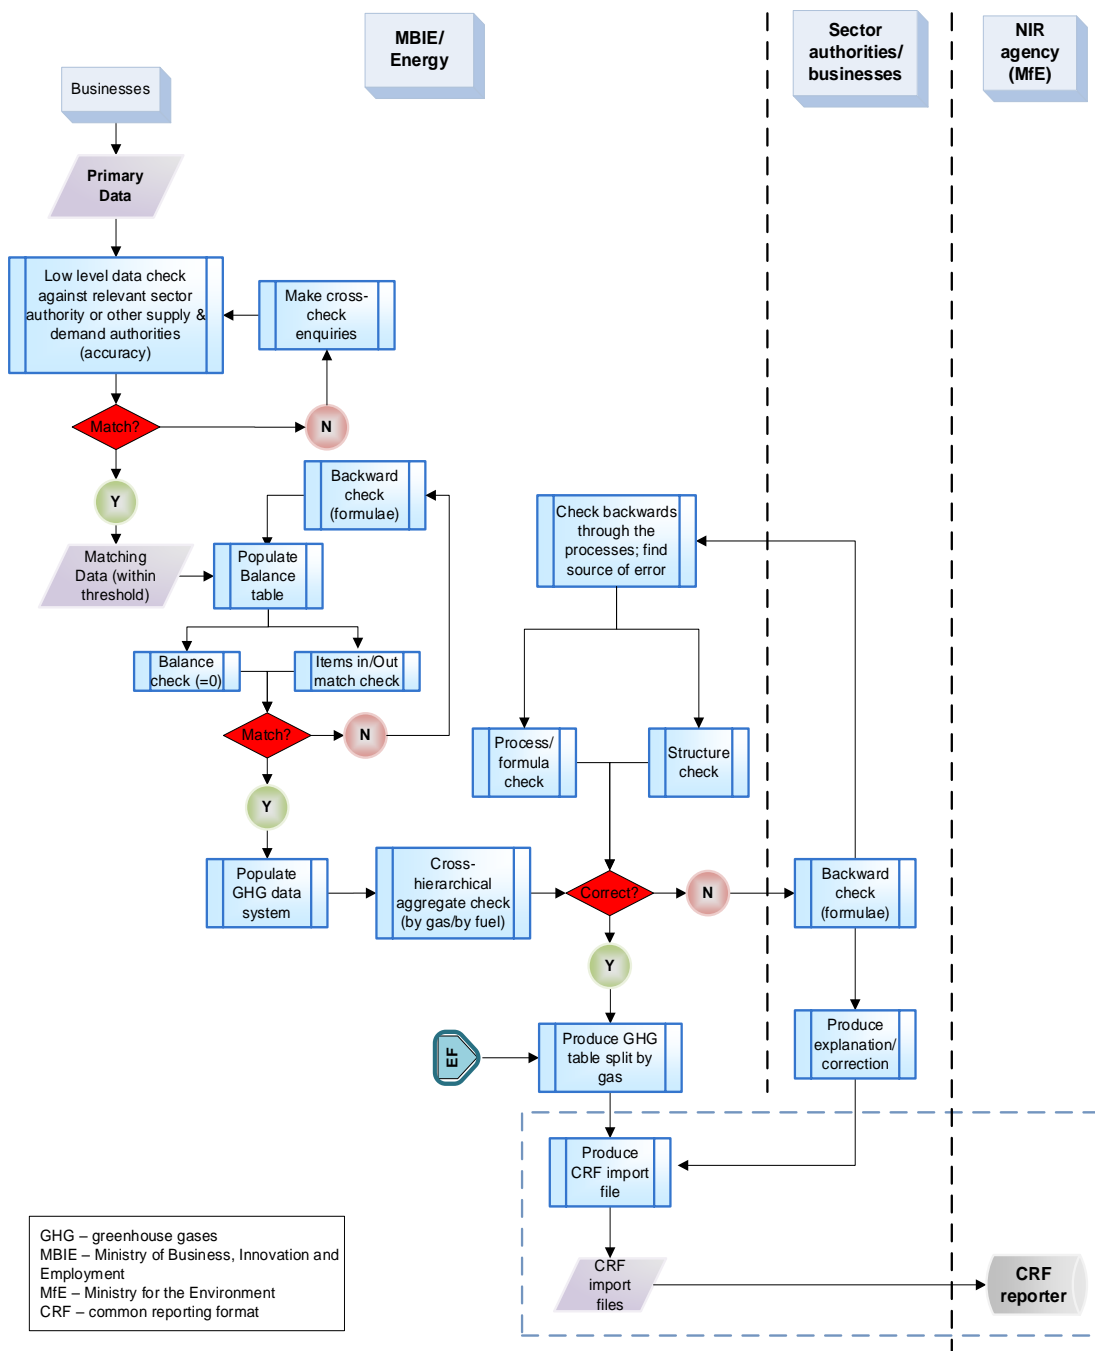 MBIE/
Energy
Sector
authorities/
businesses
NIR
agency
(MfE)
Businesses
Primary
Data
Low level data check
against relevant sector
authority or other supply &
demand authorities
(accuracy)
Make cross-
check
enquiries
Match?
N
Y
Backward
check
(formulae)
Matching
Data (within
threshold)
Populate
Balance
table
Check backwards
through the
processes; find
source of error
Balance
check (=0)
Items in/Out
match check
Match?
N
Y
Process/
formula
check
Structure
check
Populate
GHG data
system
Cross-
hierarchical
aggregate check
(by gas/by fuel)
Correct?
N
Backward
check
(formulae)
Y
EF
Produce GHG
table split by
gas
Produce
explanation/
correction
Produce
CRF import
file
CRF
import
files
CRF
reporter
GHG – greenhouse gases
MBIE – Ministry of Business, Innovation and
Employment
MfE – Ministry for the Environment
CRF – common reporting format